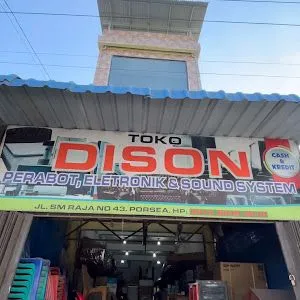 TOKO
DISON
CASH
&
KREDIT
PERABOT, ELETRONIK & SOUND SYSTEM
JL. SM RAJA NO 43. PORSEA, HP.